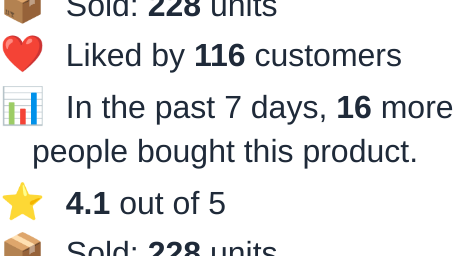 Sold: 228 units
Liked by 116 customers
In the past 7 days, 16 more
people bought this product.
4.1 out of 5
Sold: 228 units